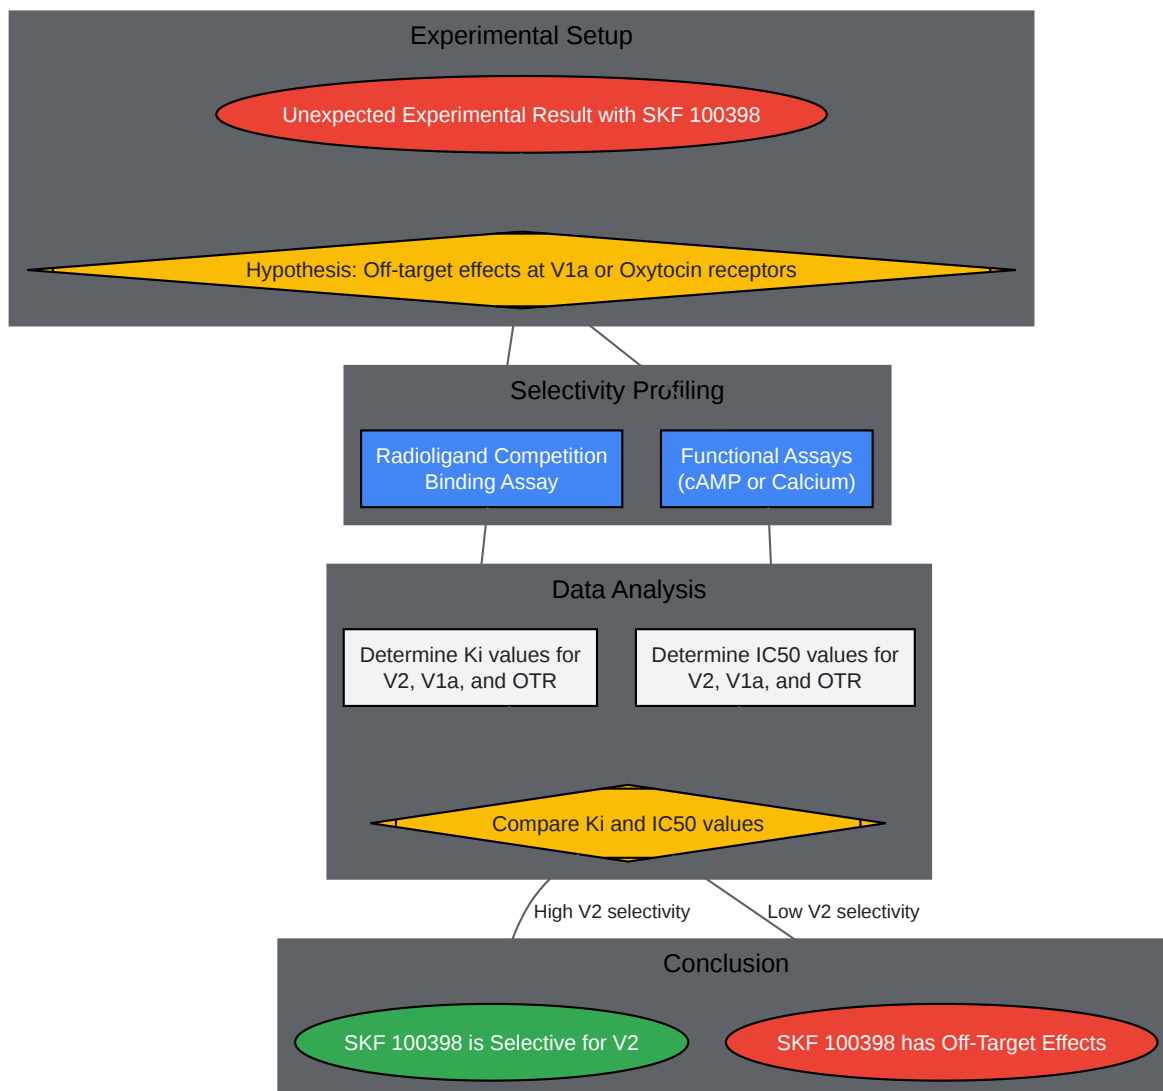 Experimental Setup
Unexpected Experimental Result with SKF 100398
Hypothesis: Off-target effects at V1a or Oxytocin receptors
Selectivity Profiling
Radioligand Competition
Binding Assay
Functional Assays
(cAMP or Calcium)
Data Analysis
Determine Ki values for
V2, V1a, and OTR
Determine IC50 values for
V2, V1a, and OTR
Compare Ki and IC50 values
High V2 selectivity
Low V2 selectivity
Conclusion
SKF 100398 is Selective for V2
SKF 100398 has Off-Target Effects